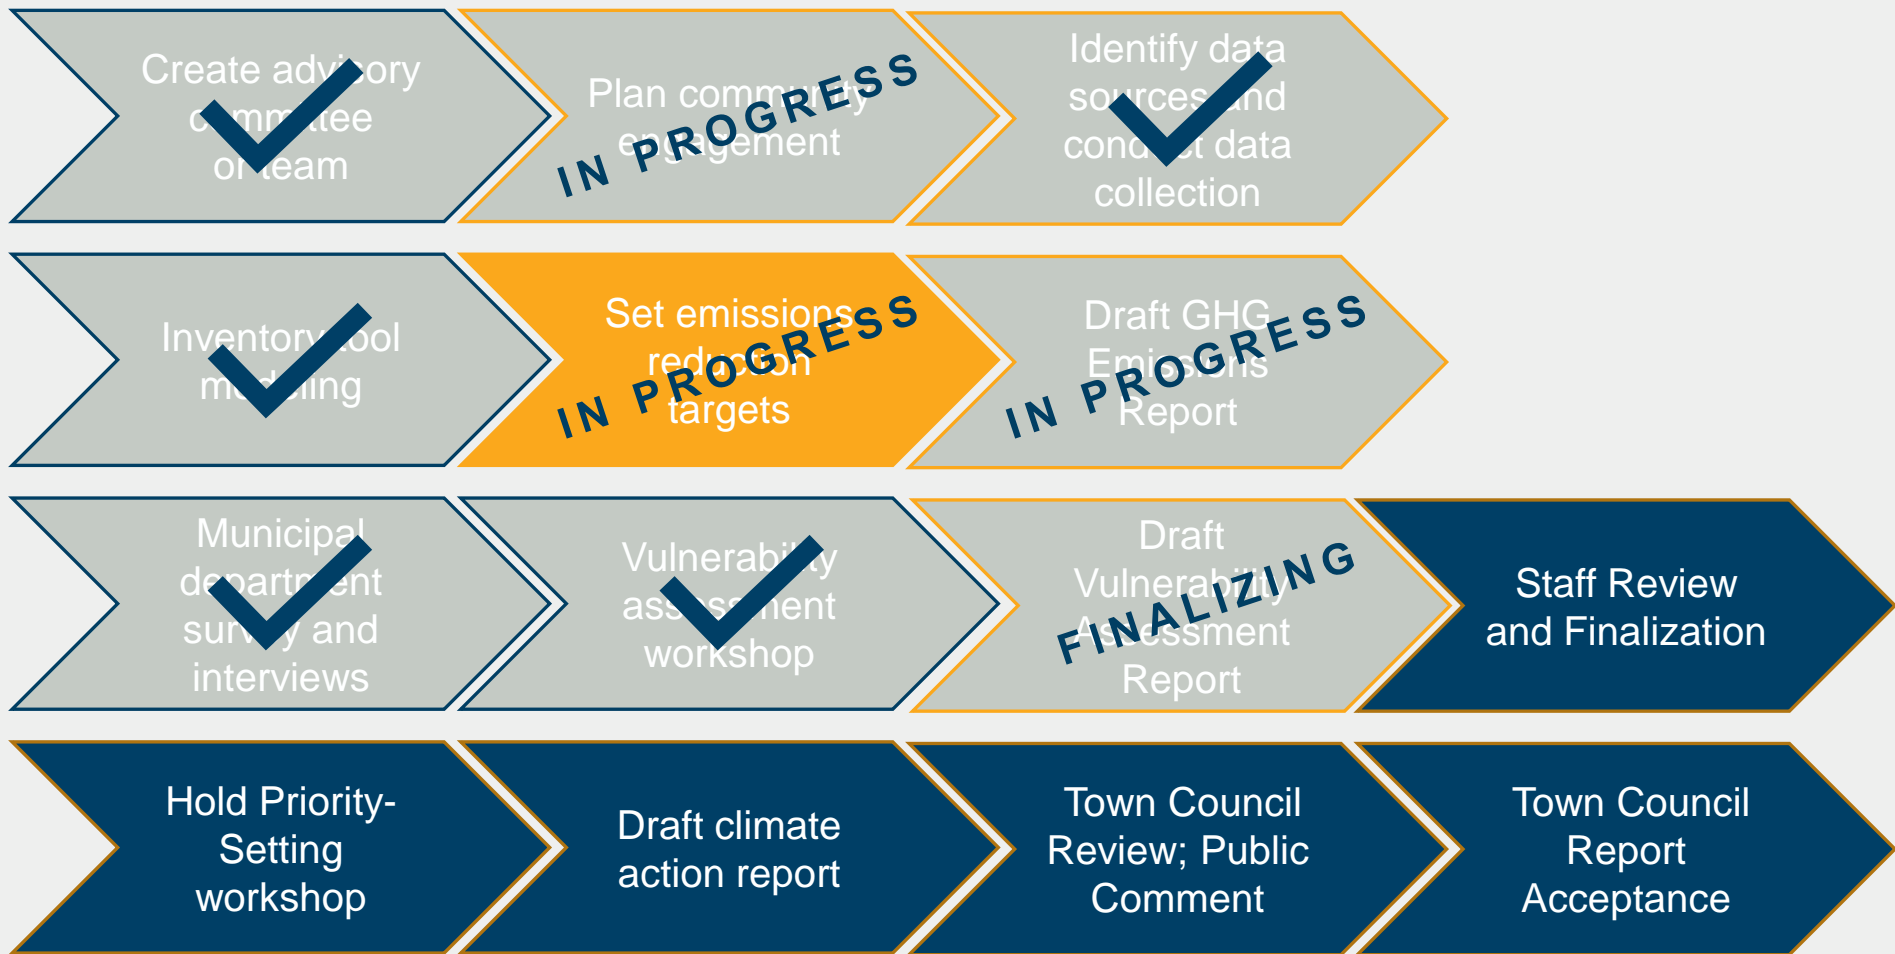 Create advisory
committee
or team
Plan community
engagement
IN PROGRESS
Identify data
sources and
conduct data
collection
Inventory tool
modeling
Set emissions
reduction
targets
IN PROGRESS
Draft GHG
Emissions
Report
IN PROGRESS
Municipal
department
survey and
interviews
Vulnerability
assessment
workshop
Draft
Vulnerability
Assessment
Report
FINALIZING
Staff Review
and Finalization
Hold Priority-
Setting
workshop
Draft climate
action report
Town Council
Review; Public
Comment
Town Council
Report
Acceptance